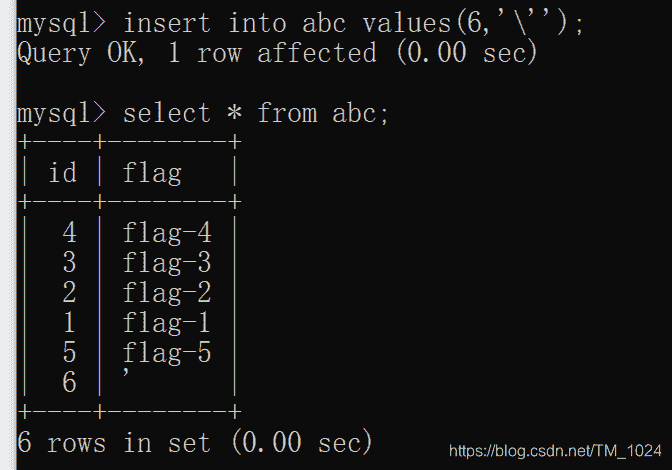 mysql> insert into abc values(6,'\'');
Query OK, 1 row affected (0.00 sec)
mysql> select * from abc;
+----+--------+
| id | flag   |
+----+--------+
|  4 | flag-4 |
|  3 | flag-3 |
|  2 | flag-2 |
|  1 | flag-1 |
|  5 | flag-5 |
|  6 | '      |
+----+--------+
6 rows in set (0.00 sec)
https://blog.csdn.net/TM_1024